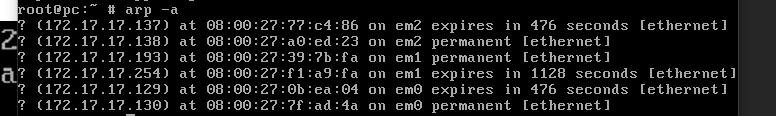 root@pc:~ # arp -a
? (172.17.17.137) at 08:00:27:77:c4:86 on em2 expires in 476 seconds [ethernet]
? (172.17.17.138) at 08:00:27:a0:ed:23 on em2 permanent [ethernet]
? (172.17.17.193) at 08:00:27:39:7b:fa on em1 permanent [ethernet]
? (172.17.17.254) at 08:00:27:f1:a9:fa on em1 expires in 1128 seconds [ethernet]
? (172.17.17.129) at 08:00:27:0b:ea:04 on em0 expires in 476 seconds [ethernet]
? (172.17.17.130) at 08:00:27:7f:ad:4a on em0 permanent [ethernet]
2
a